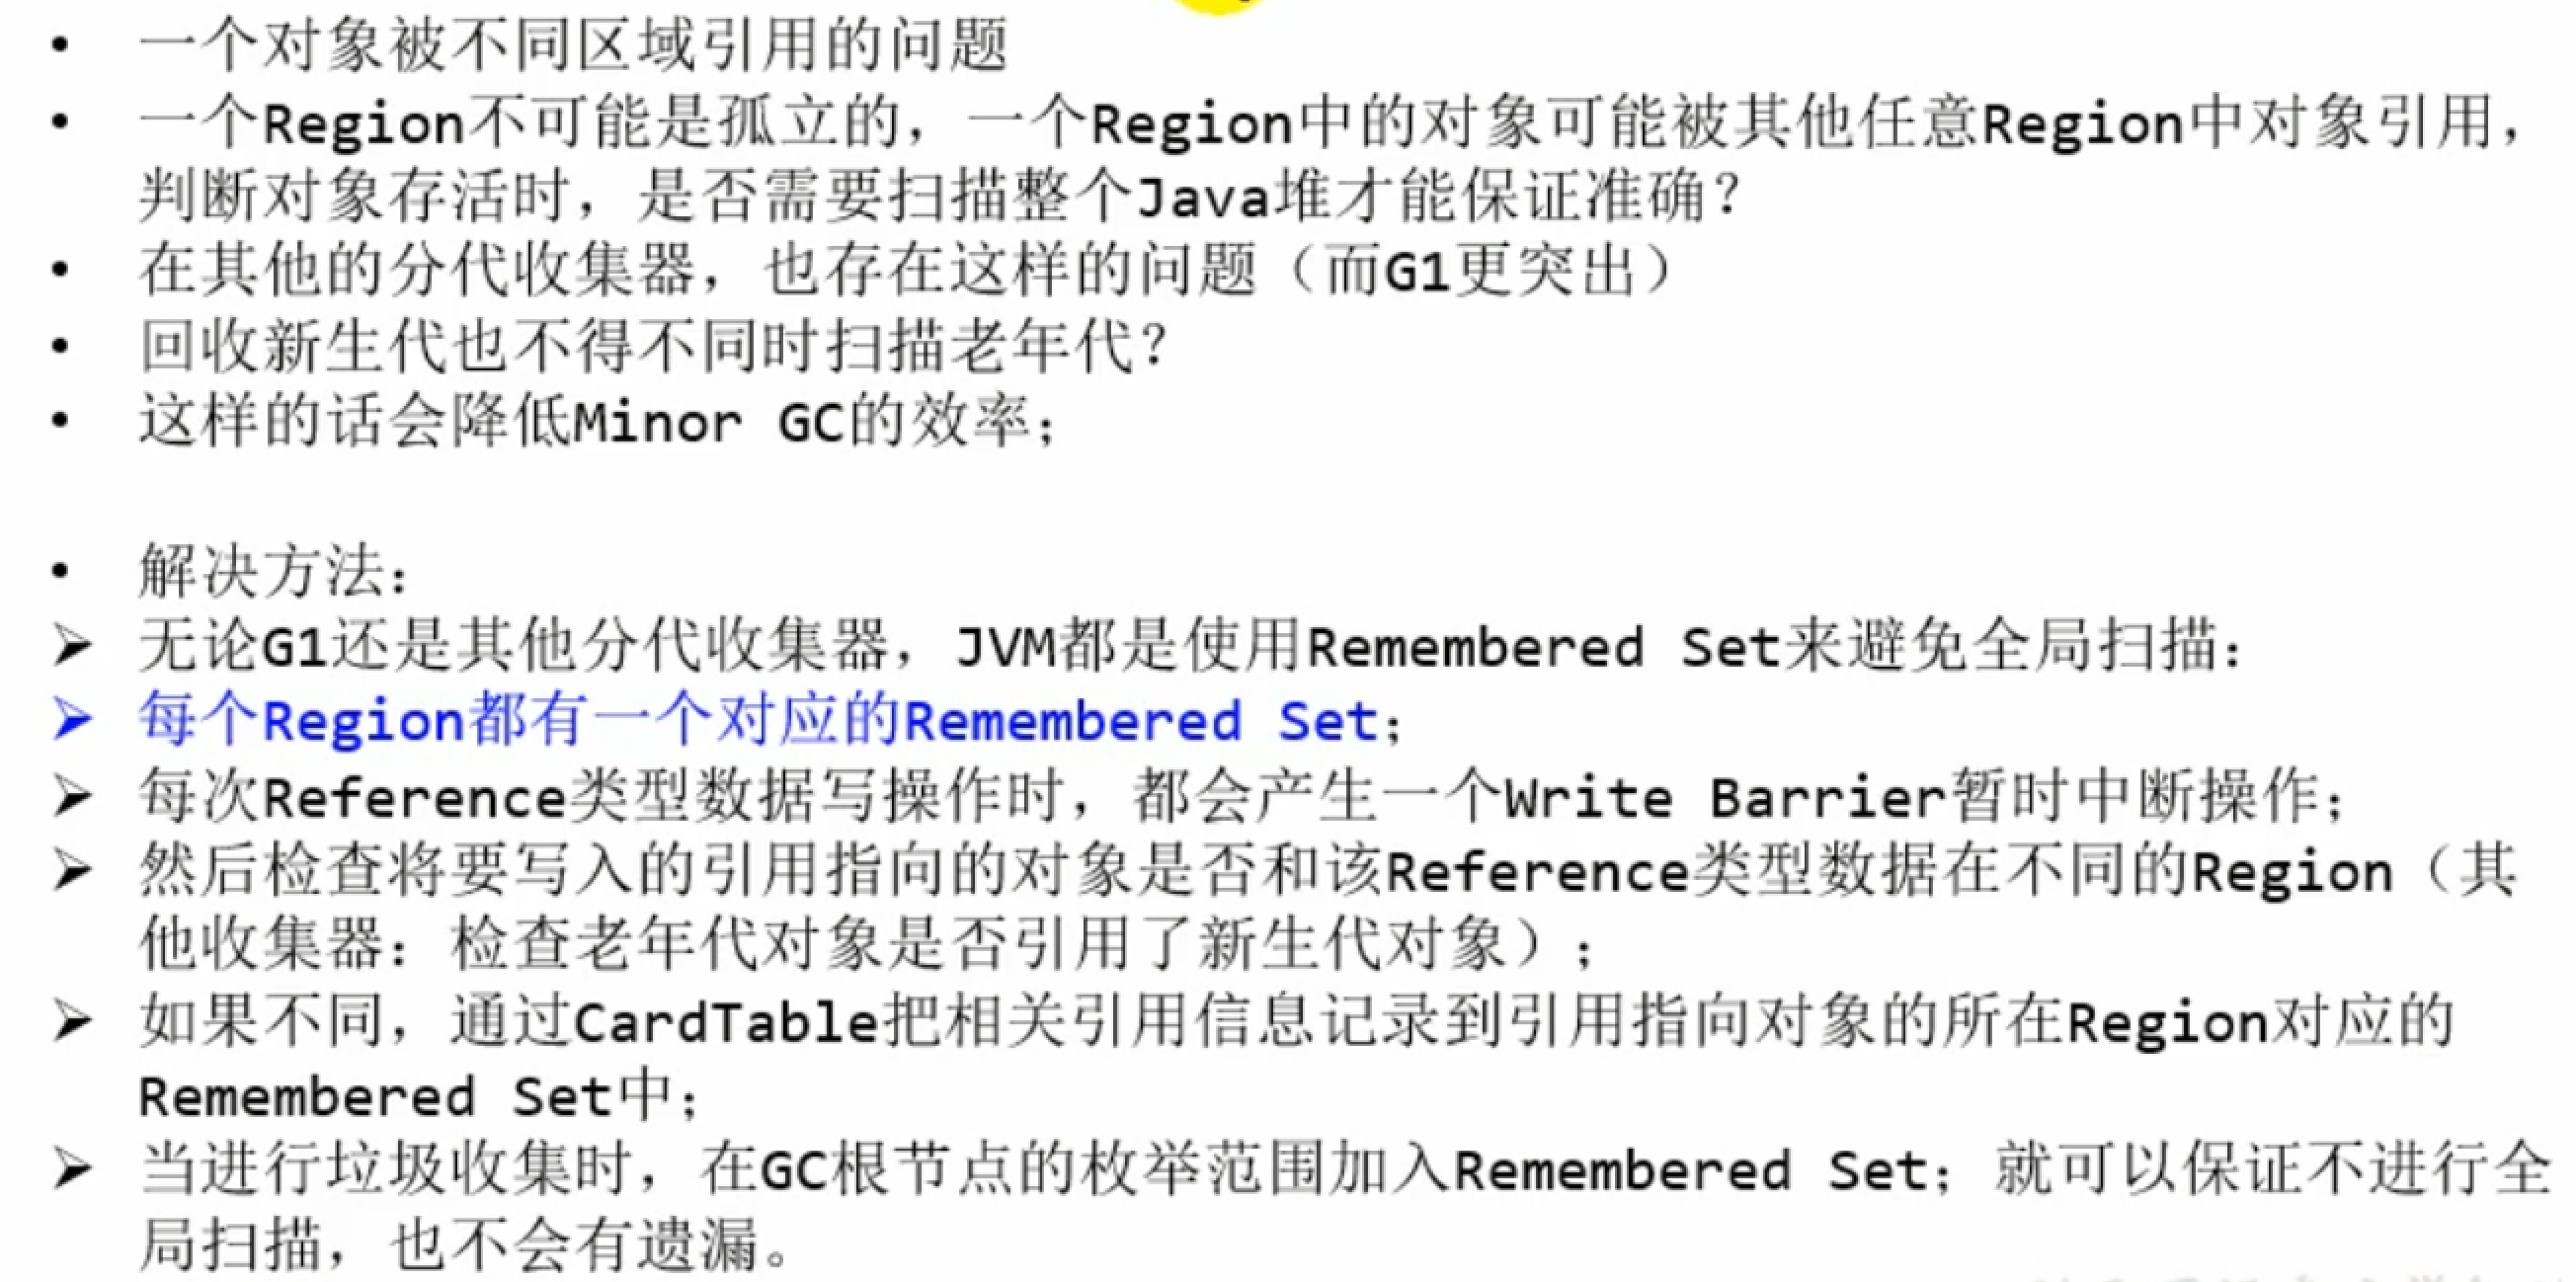 • 一个对象被不同区域引用的问题
• 一个Region不可能是孤立的，一个Region中的对象可能被其他任意Region中对象引用，
判断对象存活时，是否需要扫描整个Java堆才能保证准确？
• 在其他的分代收集器，也存在这样的问题（而G1更突出）
• 回收新生代也不得不同时扫描老年代？
• 这样的话会降低Minor GC的效率；
• 解决方法：
➢ 无论G1还是其他分代收集器，JVM都是使用Remembered Set来避免全局扫描：
➢ 每个Region都有一个对应的Remembered Set；
➢ 每次Reference类型数据写操作时，都会产生一个Write Barrier暂时中断操作；
➢ 然后检查将要写入的引用指向的对象是否和该Reference类型数据在不同的Region（其
他收集器：检查老年代对象是否引用了新生代对象）；
➢ 如果不同，通过CardTable把相关引用信息记录到引用指向对象的所在Region对应的
Remembered Set中；
➢ 当进行垃圾收集时，在GC根节点的枚举范围加入Remembered Set；就可以保证不进行全
局扫描，也不会有遗漏。